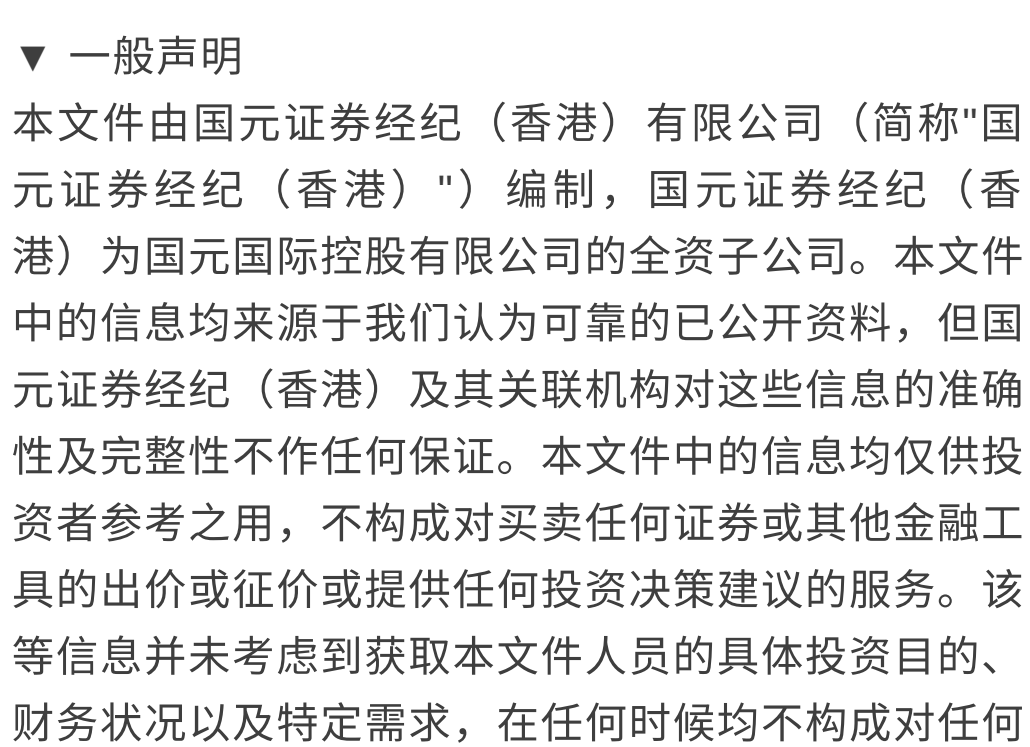 ▼ 一般声明
本文件由国元证券经纪（香港）有限公司（简称"国
元证券经纪（香港）"）编制，国元证券经纪（香
港）为国元国际控股有限公司的全资子公司。本文件
中的信息均来源于我们认为可靠的已公开资料，但国
元证券经纪（香港）及其关联机构对这些信息的准确
性及完整性不作任何保证。本文件中的信息均仅供投
资者参考之用，不构成对买卖任何证券或其他金融工
具的出价或征价或提供任何投资决策建议的服务。该
等信息并未考虑到获取本文件人员的具体投资目的、
财务状况以及特定需求，在任何时候均不构成对任何